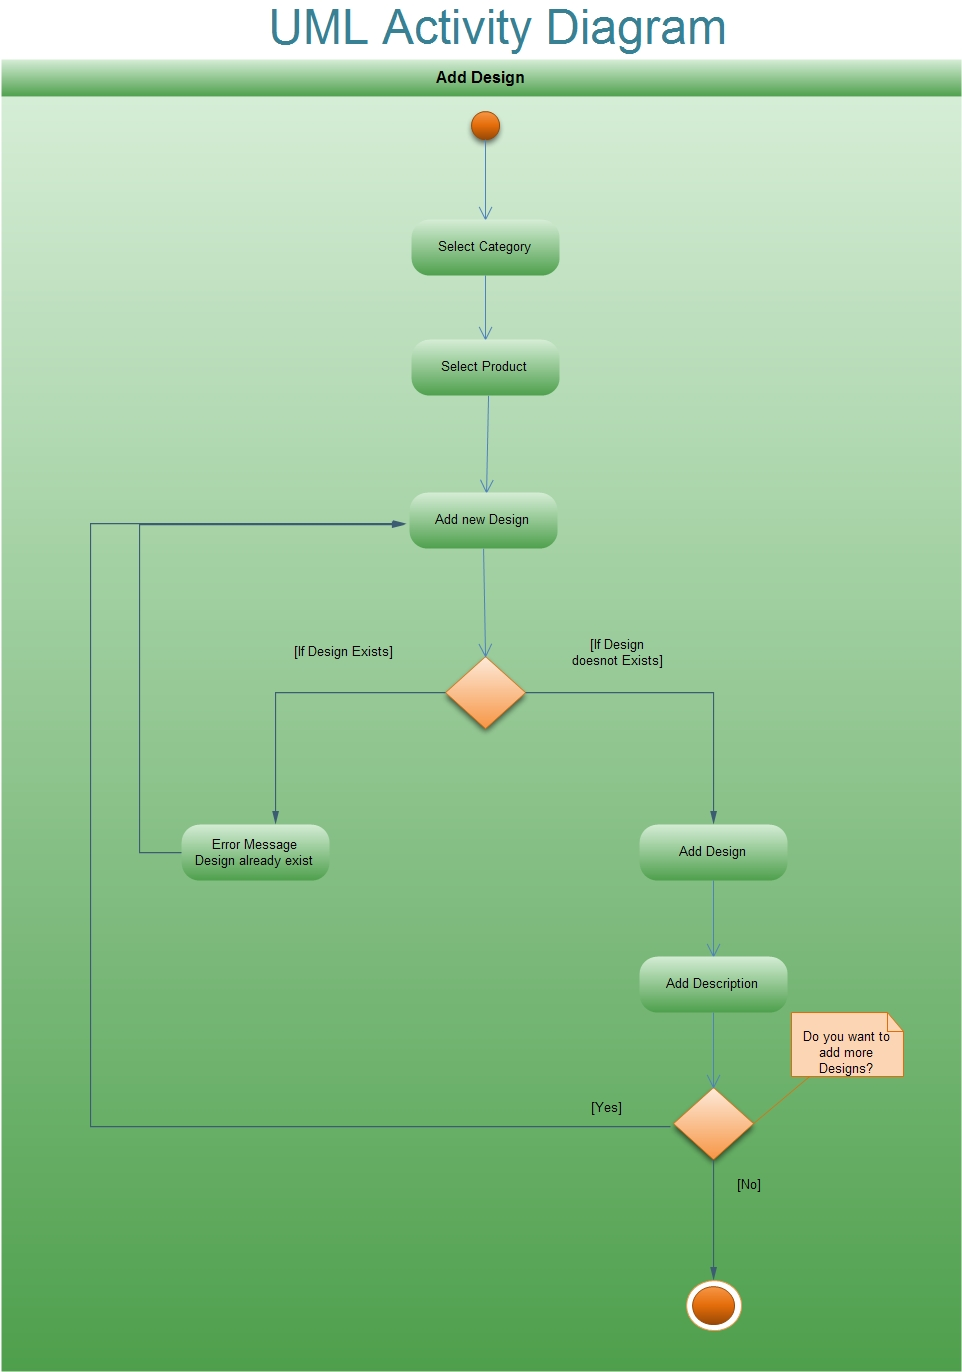 UML Activity Diagram
Add Design
Select Category
Select Product
Add new Design
[If Design Exists]
[If Design
doesnot Exists]
Error Message
Design already exist
Add Design
Add Description
Do you want to
add more
Designs?
[Yes]
[No]